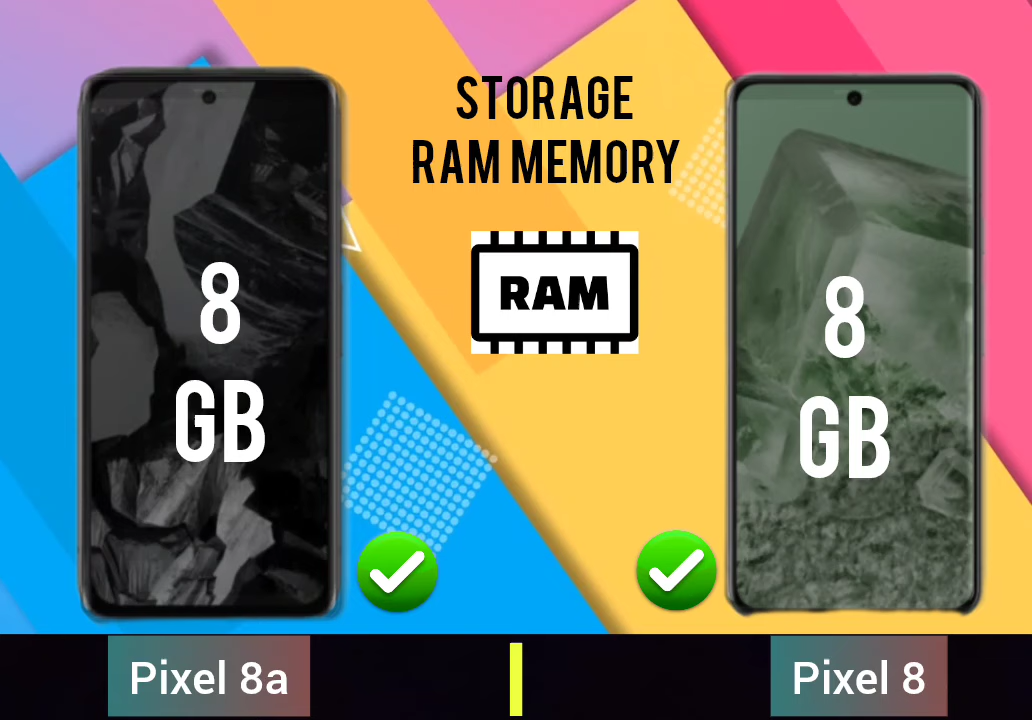 STORAGE
RAM MEMORY
RAM
8
GB
8
GB
Pixel 8a
Pixel 8